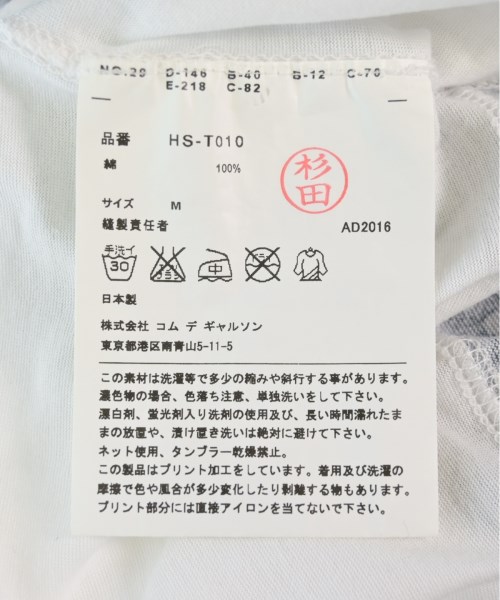 NO.29 D-146 B-40 B-12 C-70
E-218 C-82
品番 HS-T010
綿 100%
杉田
サイズ M
縫製責任者 AD2016
手洗イ
30
中
日本製
株式会社 コム デ ギャルソン
東京都港区南青山5-11-5
この素材は洗濯等で多少の縮みや斜行する事があります。
濃色物の場合、色落ち注意、単独洗いをして下さい。
漂白剤、蛍光剤入り洗剤の使用及び、長い時間濡れたま
まの放置や、漬け置き洗いは絶対に避けて下さい。
ネット使用、タンブラー乾燥禁止。
この製品はプリント加工をしています。着用及び洗濯の
摩擦で色や風合が多少変化したり剥離する物もあります。
プリント部分には直接アイロンを当てないで下さい。